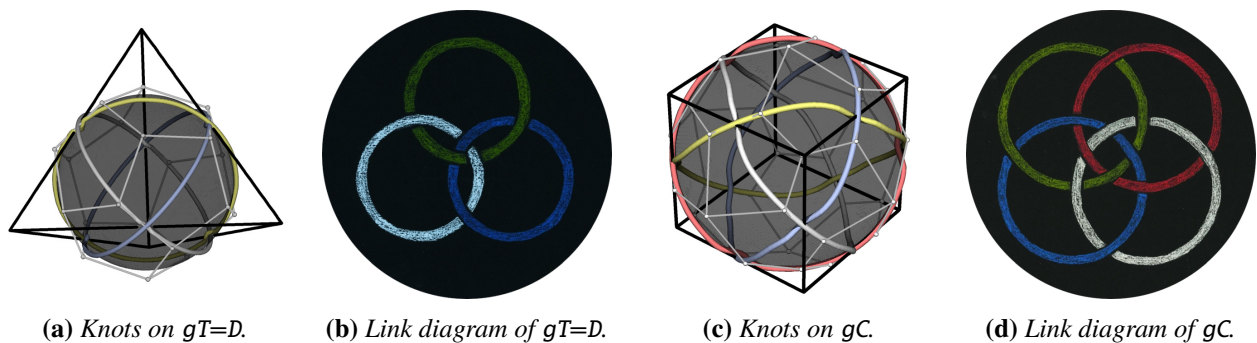 (a) Knots on gT=D. (b) Link diagram of gT=D. (c) Knots on gC. (d) Link diagram of gC.